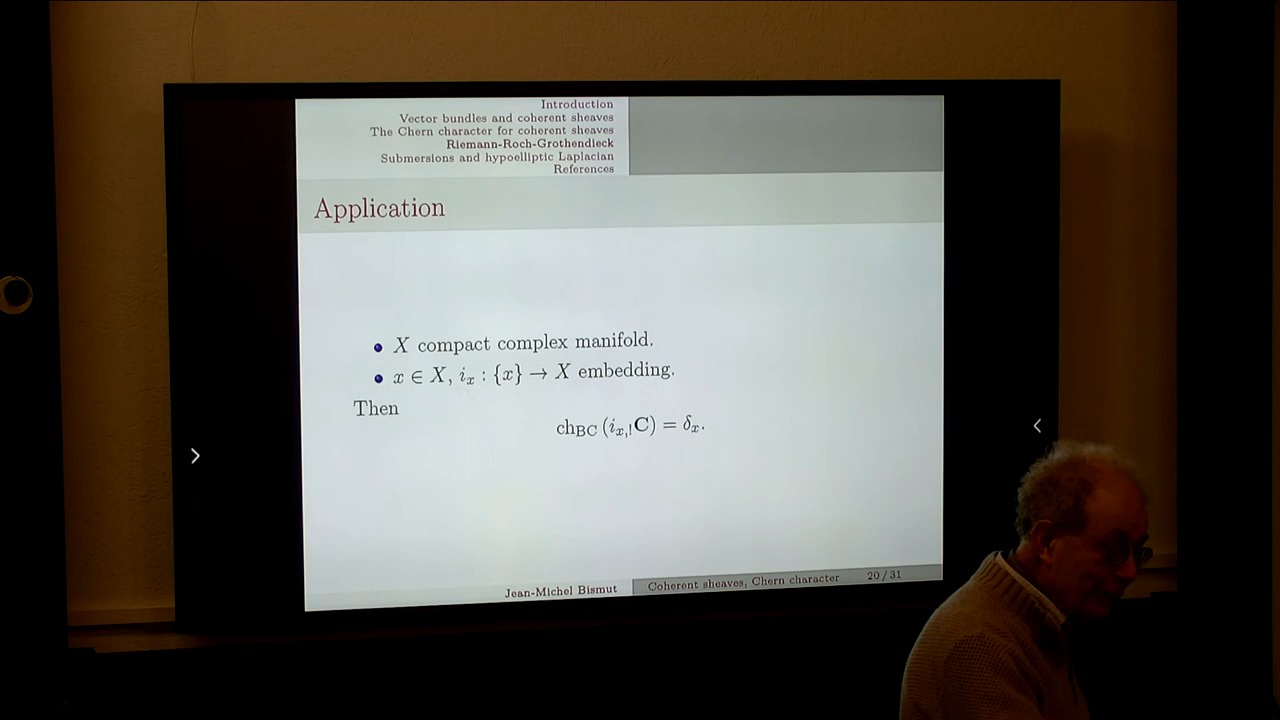 Introduction
Vector bundles and coherent sheaves
The Chern character for coherent sheaves
Riemann-Roch-Grothendieck
Submersions and hypoelliptic Laplacian
References
Application
• X compact complex manifold.
• x ∈ X, i_x : {x} → X embedding.
Then
ch_BC (i_{x,!}C) = δ_x.
Jean-Michel Bismut
Coherent sheaves, Chern character
20 / 31